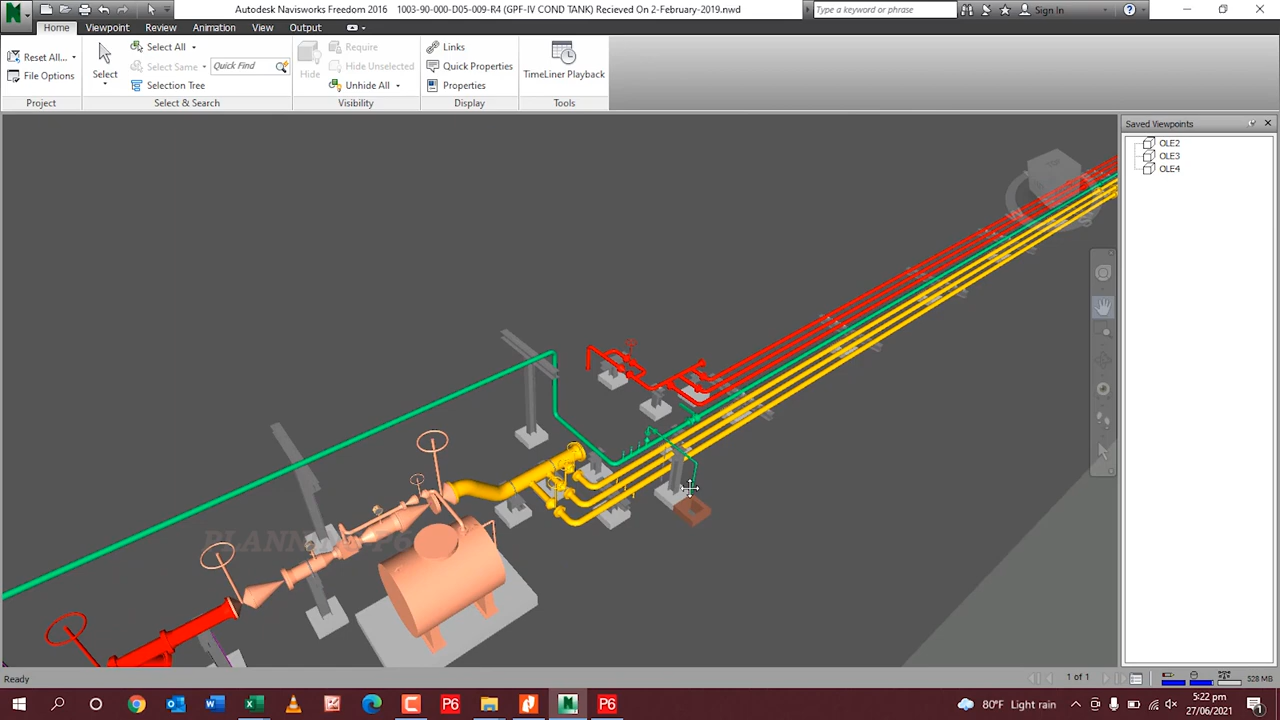 Autodesk Navisworks Freedom 2016 1003-90-000-D05-009-R4 (GPF-IV COND TANK) Recieved On 2-February-2019.nwd
Type a keyword or phrase
Sign In
Home Viewpoint Review Animation View Output
Reset All...
File Options
Project
Select
Select All
Select Same
Selection Tree
Quick Find
Select & Search
Hide
Require
Hide Unselected
Unhide All
Visibility
Links
Quick Properties
Properties
Display
TimeLiner Playback
Tools
Saved Viewpoints
OLE2
OLE3
OLE4
W
S
Ready
1 of 1
528 MB
P6
P6
80°F Light rain
5:22 pm
27/06/2021